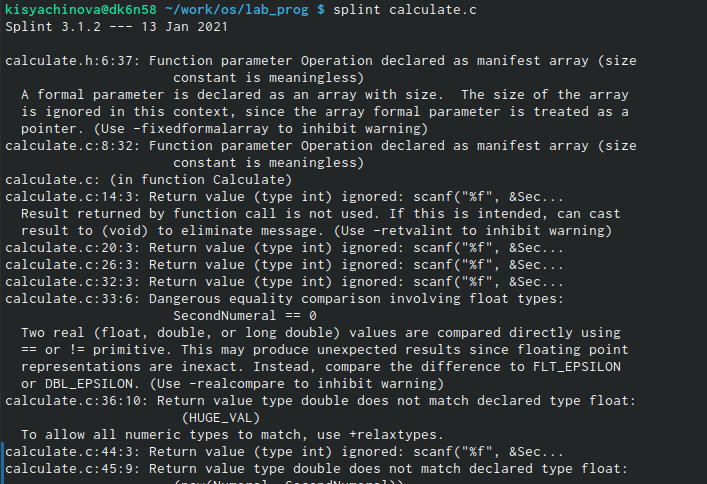 kisyachinova@dk6n58 ~/work/os/lab_prog $ splint calculate.c
Splint 3.1.2 --- 13 Jan 2021

calculate.h:6:37: Function parameter Operation declared as manifest array (size
                     constant is meaningless)
  A formal parameter is declared as an array with size.  The size of the array
  is ignored in this context, since the array formal parameter is treated as a
  pointer. (Use -fixedformalarray to inhibit warning)
calculate.c:8:32: Function parameter Operation declared as manifest array (size
                     constant is meaningless)
calculate.c: (in function Calculate)
calculate.c:14:3: Return value (type int) ignored: scanf("%f", &Sec...
  Result returned by function call is not used. If this is intended, can cast
  result to (void) to eliminate message. (Use -retvalint to inhibit warning)
calculate.c:20:3: Return value (type int) ignored: scanf("%f", &Sec...
calculate.c:26:3: Return value (type int) ignored: scanf("%f", &Sec...
calculate.c:32:3: Return value (type int) ignored: scanf("%f", &Sec...
calculate.c:33:6: Dangerous equality comparison involving float types:
                     SecondNumeral == 0
  Two real (float, double, or long double) values are compared directly using
  == or != primitive. This may produce unexpected results since floating point
  representations are inexact. Instead, compare the difference to FLT_EPSILON
  or DBL_EPSILON. (Use -realcompare to inhibit warning)
calculate.c:36:10: Return value type double does not match declared type float:
                      (HUGE_VAL)
  To allow all numeric types to match, use +relaxtypes.
calculate.c:44:3: Return value (type int) ignored: scanf("%f", &Sec...
calculate.c:45:9: Return value type double does not match declared type float:
                     (pow(Numeral, SecondNumeral))